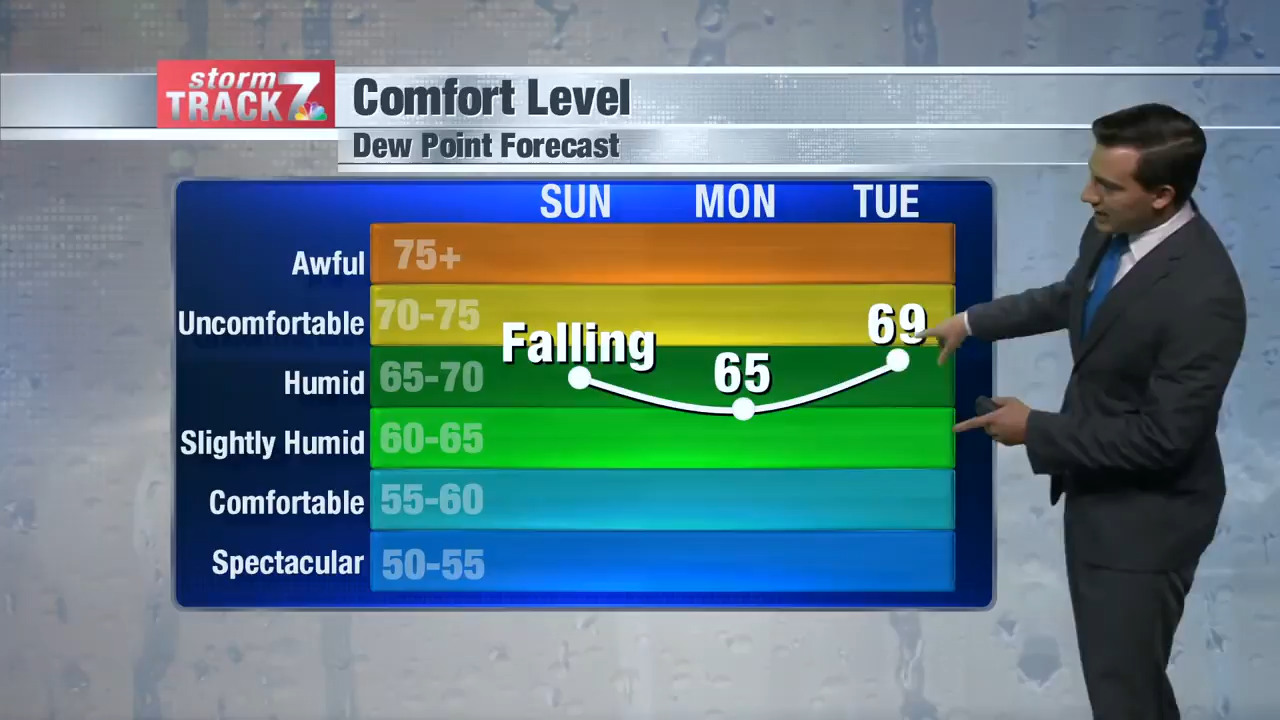 storm
TRACK 7
Comfort Level
Dew Point Forecast
SUN MON TUE
Awful 75+
Uncomfortable 70-75
Falling 65 69
Humid 65-70
Slightly Humid 60-65
Comfortable 55-60
Spectacular 50-55